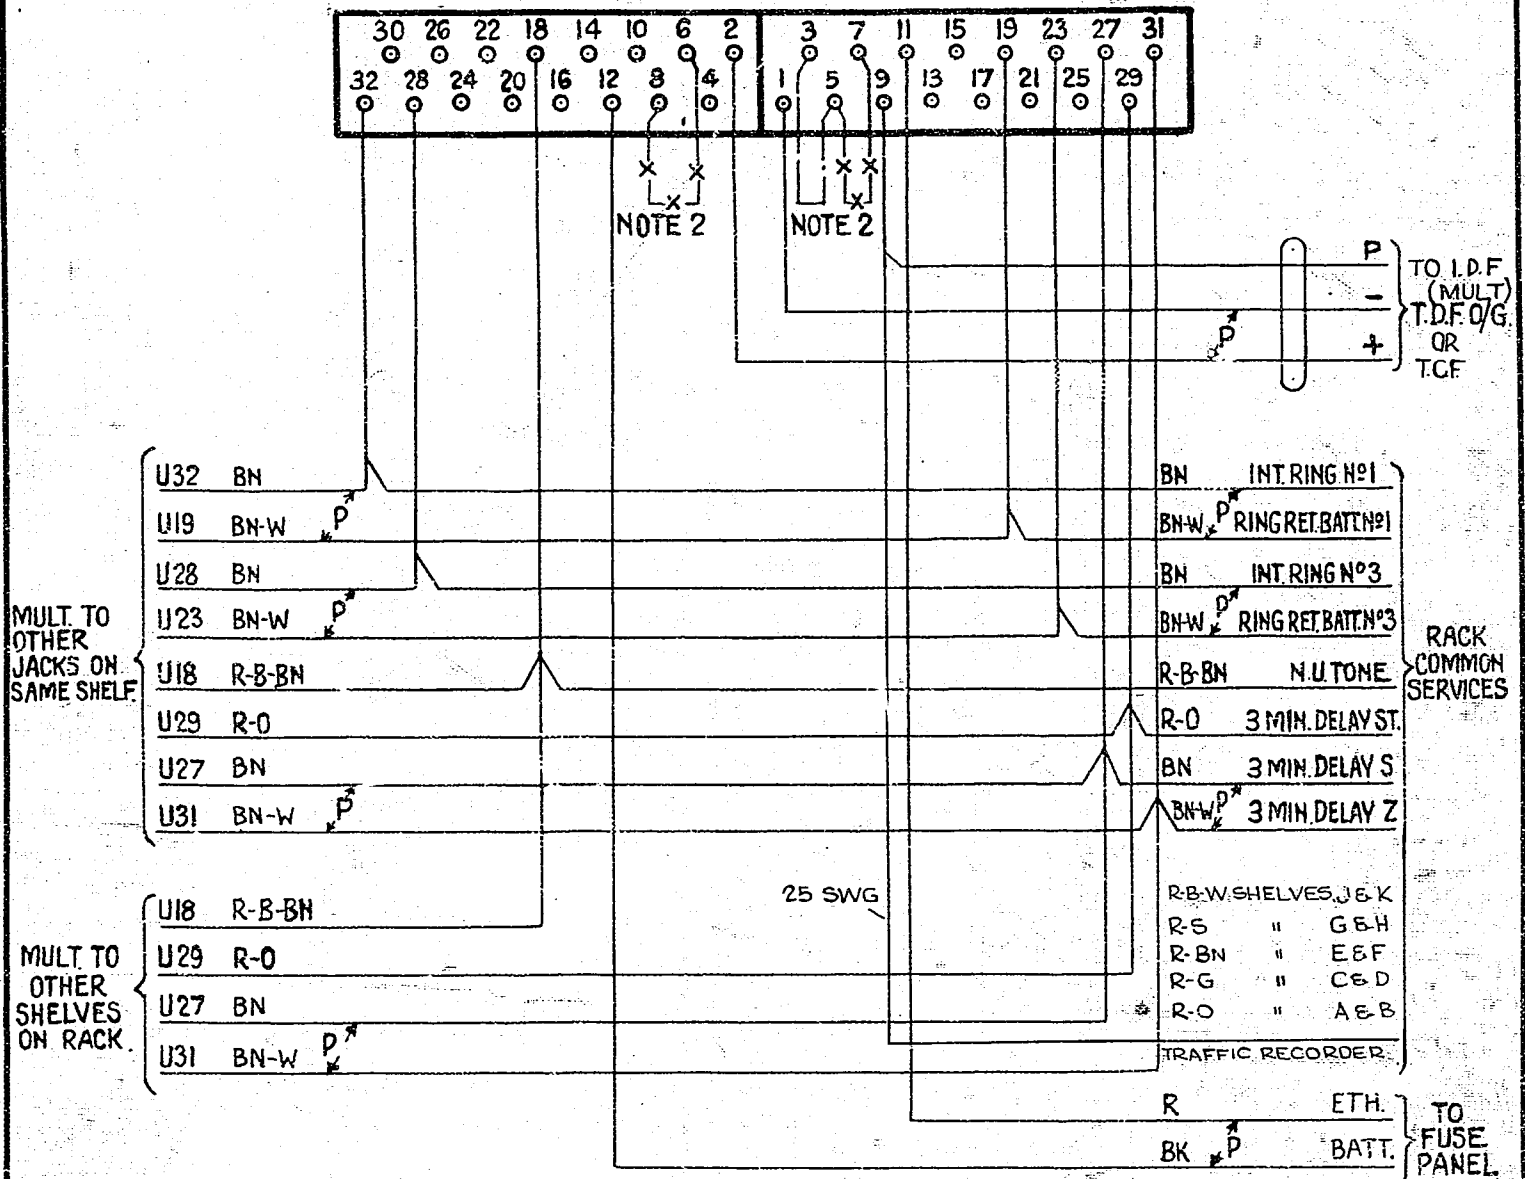 30 26 22 18 14 10 6 2 3 7 11 15 19 23 27 31
32 28 24 20 16 12 8 4 1 5 9 13 17 21 25 29
NOTE 2
NOTE 2
P
-
+
P
TO I.D.F
(MULT)
T.D.F. O/G.
OR
T.C.F.
MULT. TO
OTHER
JACKS ON
SAME SHELF.
U32 BN
U19 BN-W P
U28 BN
U23 BN-W P
U18 R-B-BN
U29 R-O
U27 BN
U31 BN-W P
BN INT. RING Nº1
BN-W P RING RET. BATT. Nº1
BN INT. RING Nº3
BN-W P RING RET. BATT. Nº3
R-B-BN N.U. TONE
R-O 3 MIN. DELAY ST.
BN 3 MIN. DELAY S
BN-W P 3 MIN. DELAY Z
RACK
COMMON
SERVICES
MULT. TO
OTHER
SHELVES
ON RACK.
U18 R-B-BN
U29 R-O
U27 BN
U31 BN-W P
25 SWG
R-B-W SHELVES J & K
R-S " G & H
R-BN " E & F
R-G " C & D
* R-O " A & B
TRAFFIC RECORDER.
R ETH.
BK P BATT.
TO
FUSE
PANEL.